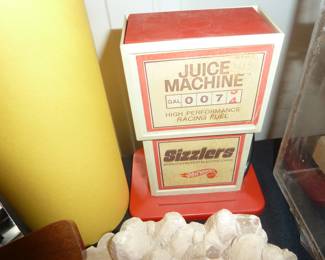 JUICE
MACHINE
GAL. 007
HIGH PERFORMANCE
RACING FUEL
Sizzlers